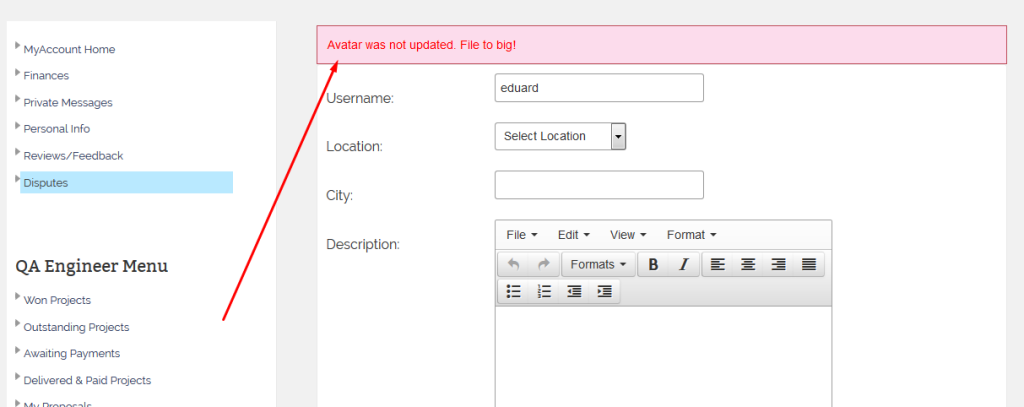 MyAccount Home
Finances
Private Messages
Personal Info
Reviews/Feedback
Disputes
QA Engineer Menu
Won Projects
Outstanding Projects
Awaiting Payments
Delivered & Paid Projects
My Proposals
Avatar was not updated. File to big!
Username:
eduard
Location:
Select Location
City:
Description:
File Edit View Format
Formats B I